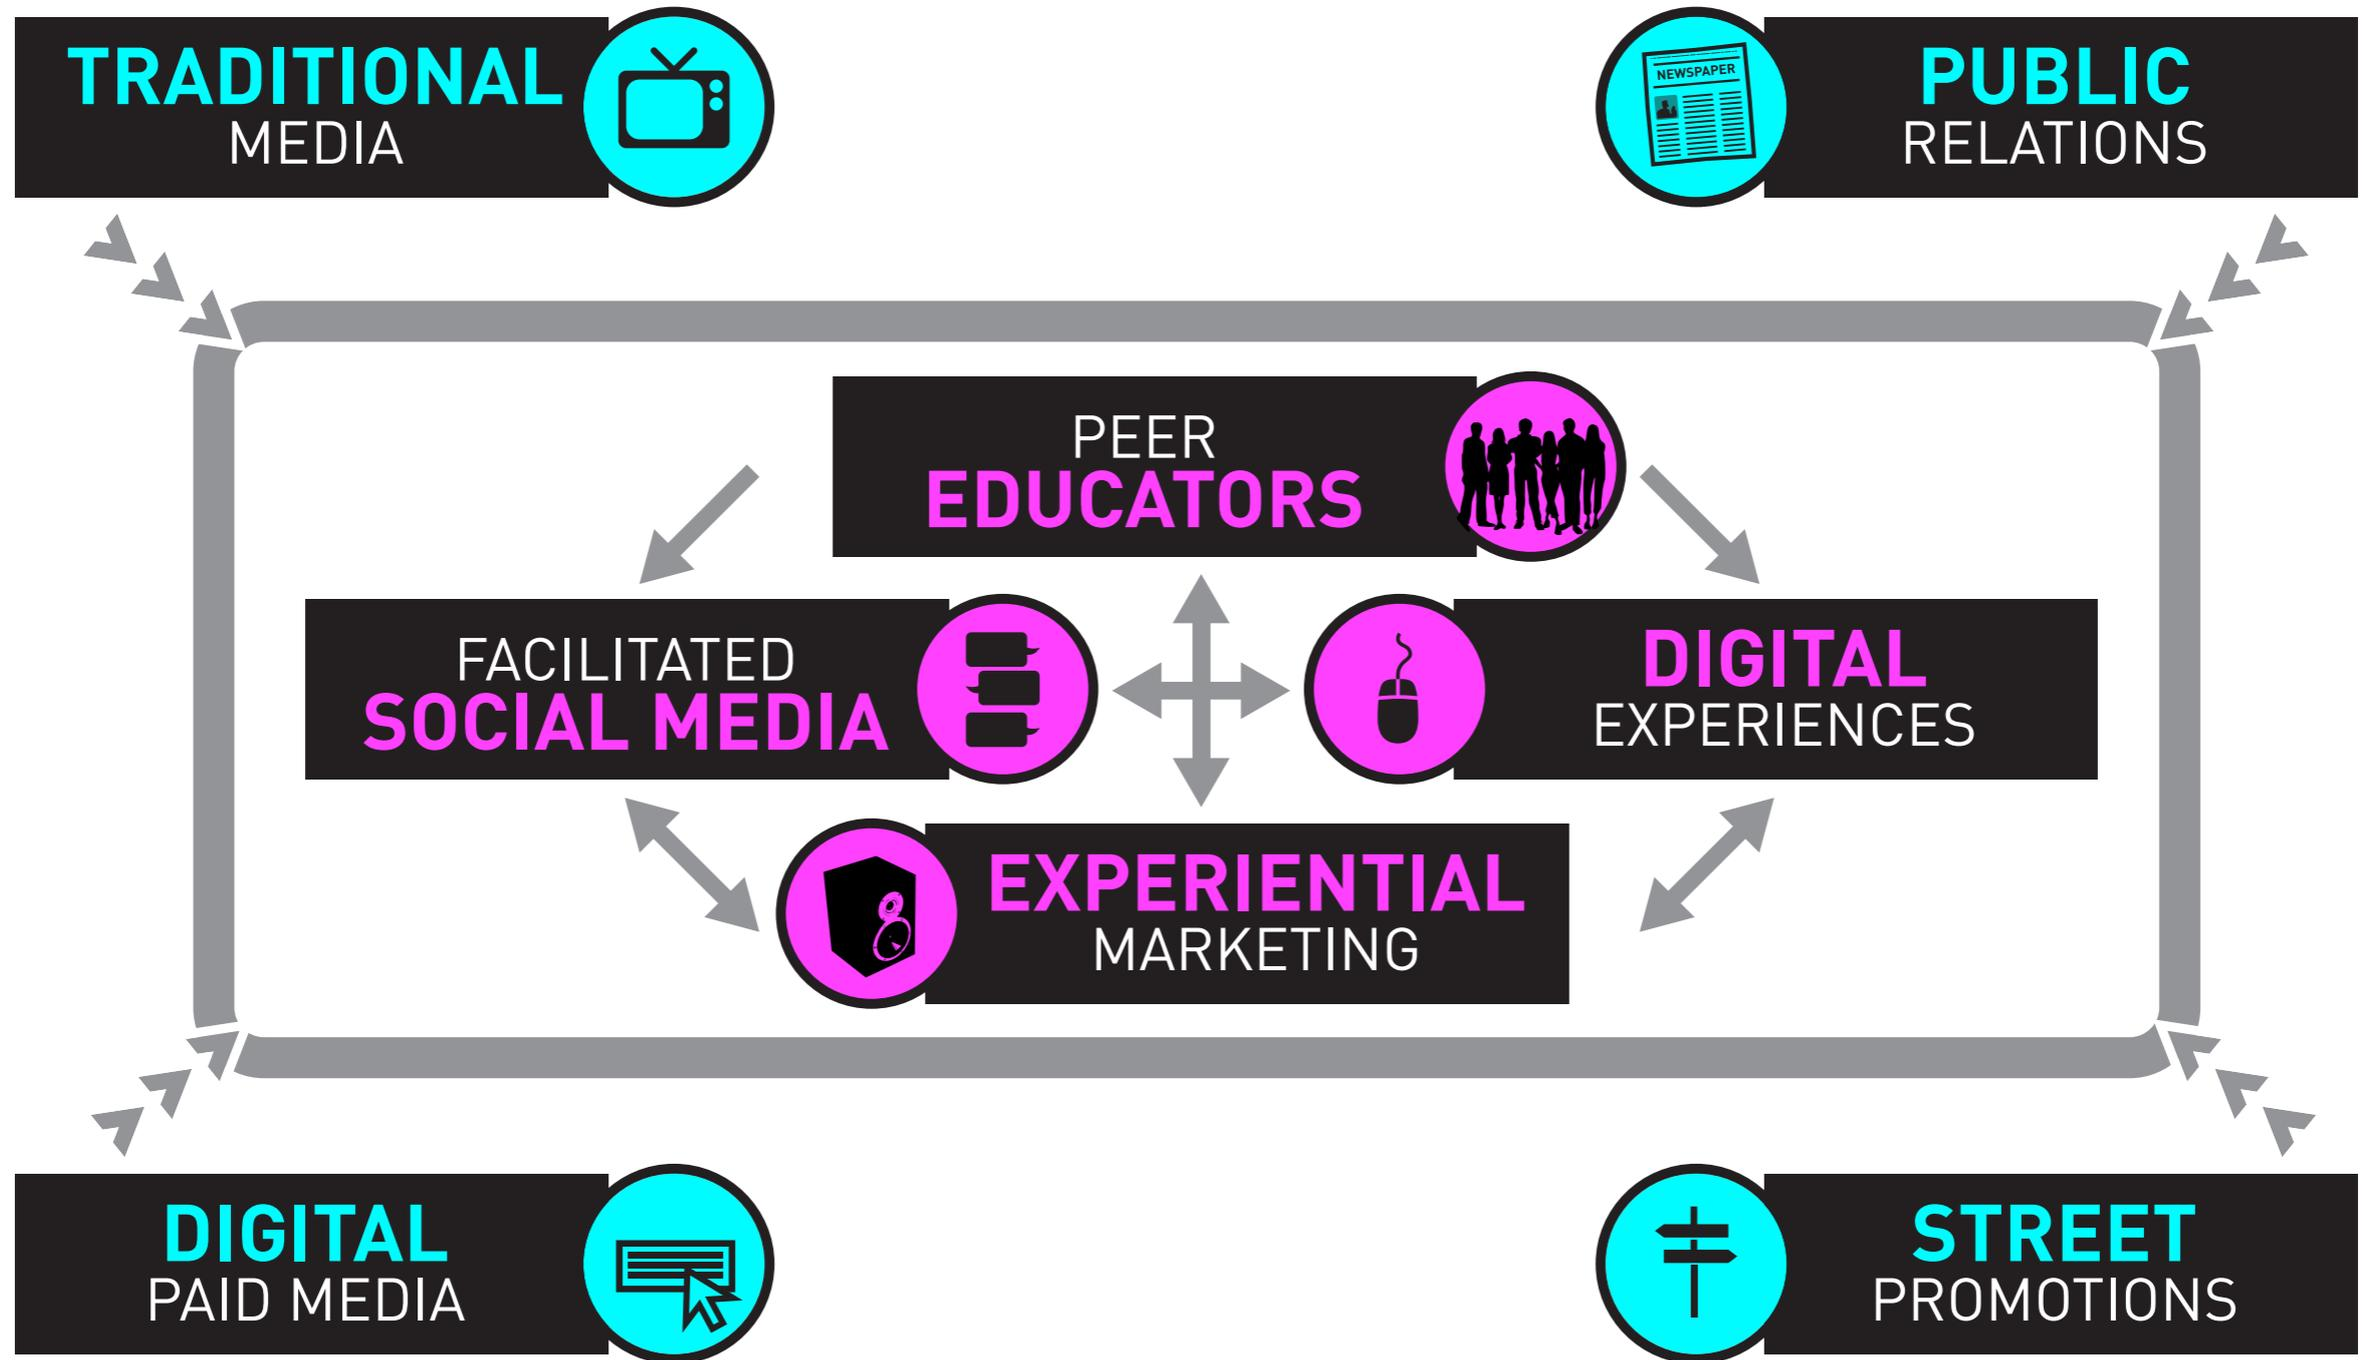 TRADITIONAL
MEDIA
NEWSPAPER
PUBLIC
RELATIONS
PEER
EDUCATORS
FACILITATED
SOCIAL MEDIA
DIGITAL
EXPERIENCES
EXPERIENTIAL
MARKETING
DIGITAL
PAID MEDIA
STREET
PROMOTIONS